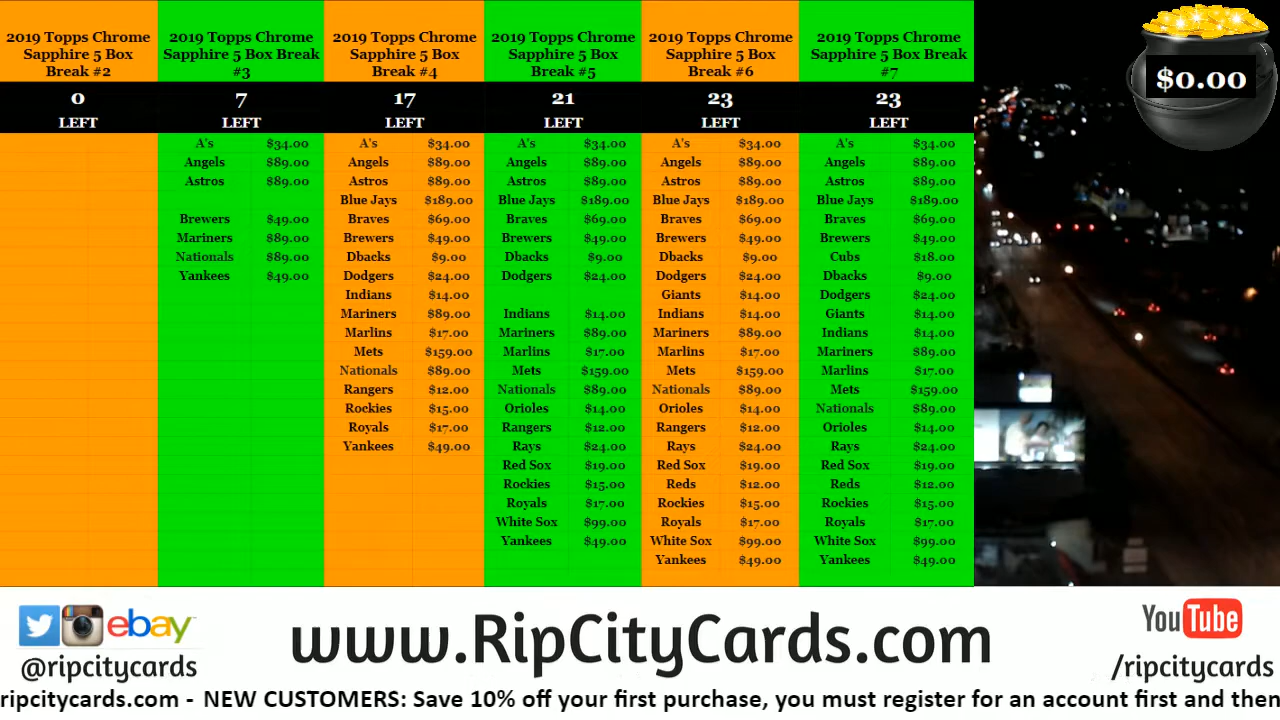 2019 Topps Chrome Sapphire 5 Box Break #2
0
LEFT
2019 Topps Chrome Sapphire 5 Box Break #3
7
LEFT
A's $34.00
Angels $89.00
Astros $89.00
Brewers $49.00
Mariners $89.00
Nationals $89.00
Yankees $49.00
2019 Topps Chrome Sapphire 5 Box Break #4
17
LEFT
A's $34.00
Angels $89.00
Astros $89.00
Blue Jays $189.00
Braves $69.00
Brewers $49.00
Dbacks $9.00
Dodgers $24.00
Indians $14.00
Mariners $89.00
Marlins $17.00
Mets $159.00
Nationals $89.00
Rangers $12.00
Rockies $15.00
Royals $17.00
Yankees $49.00
2019 Topps Chrome Sapphire 5 Box Break #5
21
LEFT
A's $34.00
Angels $89.00
Astros $89.00
Blue Jays $189.00
Braves $69.00
Brewers $49.00
Dbacks $9.00
Dodgers $24.00
Indians $14.00
Mariners $89.00
Marlins $17.00
Mets $159.00
Nationals $89.00
Orioles $14.00
Rangers $12.00
Rays $24.00
Red Sox $19.00
Rockies $15.00
Royals $17.00
White Sox $99.00
Yankees $49.00
2019 Topps Chrome Sapphire 5 Box Break #6
23
LEFT
A's $34.00
Angels $89.00
Astros $89.00
Blue Jays $189.00
Braves $69.00
Brewers $49.00
Dbacks $9.00
Dodgers $24.00
Giants $14.00
Indians $14.00
Mariners $89.00
Marlins $17.00
Mets $159.00
Nationals $89.00
Orioles $14.00
Rangers $12.00
Rays $24.00
Red Sox $19.00
Reds $12.00
Rockies $15.00
Royals $17.00
White Sox $99.00
Yankees $49.00
2019 Topps Chrome Sapphire 5 Box Break #7
23
LEFT
A's $34.00
Angels $89.00
Astros $89.00
Blue Jays $189.00
Braves $69.00
Brewers $49.00
Cubs $18.00
Dbacks $9.00
Dodgers $24.00
Giants $14.00
Indians $14.00
Mariners $89.00
Marlins $17.00
Mets $159.00
Nationals $89.00
Orioles $14.00
Rays $24.00
Red Sox $19.00
Reds $12.00
Rockies $15.00
Royals $17.00
White Sox $99.00
Yankees $49.00
$0.00
ebay
@ripcitycards
www.RipCityCards.com
YouTube
/ripcitycards
ripcitycards.com - NEW CUSTOMERS: Save 10% off your first purchase, you must register for an account first and then